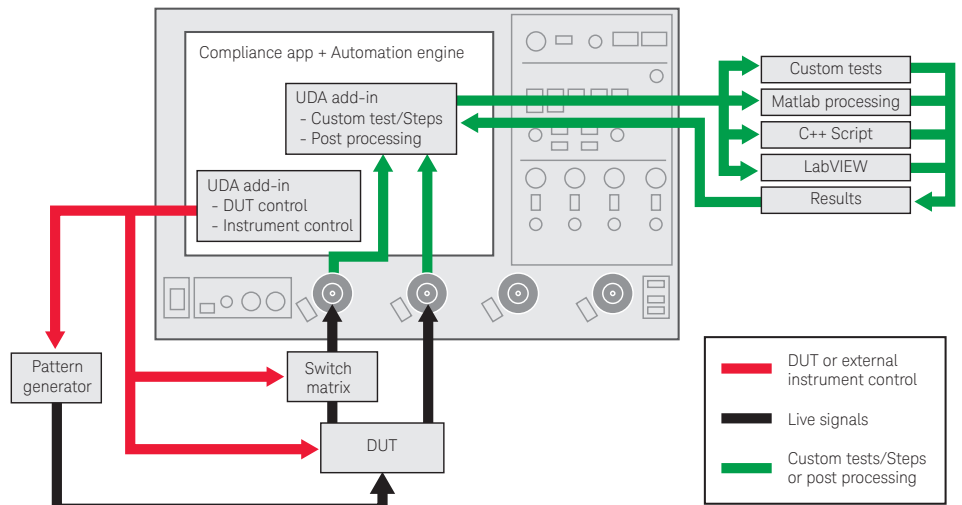 Compliance app + Automation engine
UDA add-in
- Custom test/Steps
- Post processing
UDA add-in
- DUT control
- Instrument control
Custom tests
Matlab processing
C++ Script
LabVIEW
Results
Pattern
generator
Switch
matrix
DUT
DUT or external
instrument control
Live signals
Custom tests/Steps
or post processing